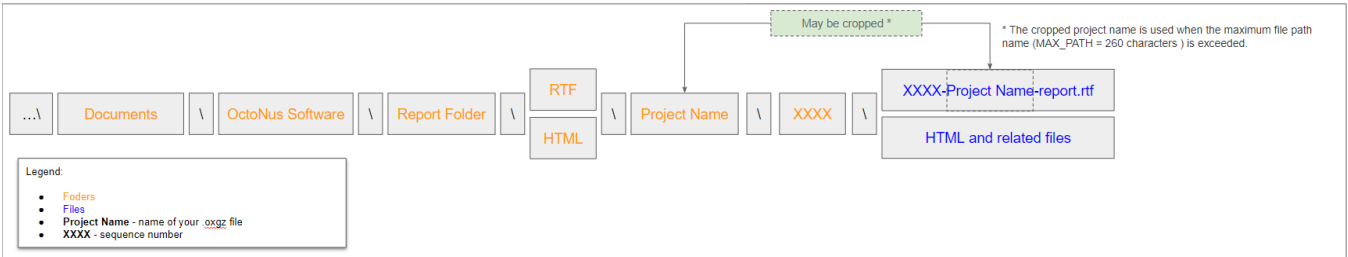 May be cropped *
* The cropped project name is used when the maximum file path
name (MAX_PATH = 260 characters ) is exceeded.
...\ Documents \ OctoNus Software \ Report Folder \ RTF \ Project Name \ XXXX \ XXXX-Project Name-report.rtf
HTML
HTML and related files
Legend:
● Foders
● Files
● Project Name - name of your .oxgz file
● XXXX - sequence number